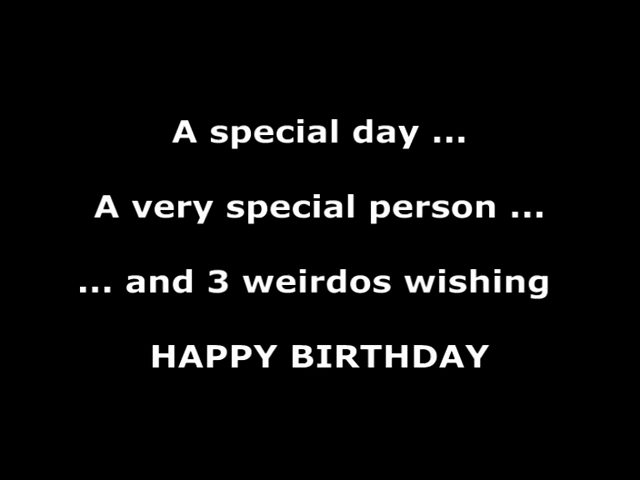 A special day ...
A very special person ...
... and 3 weirdos wishing
HAPPY BIRTHDAY